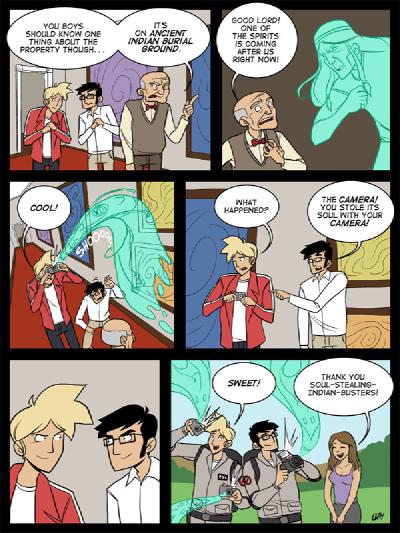 YOU BOYS
SHOULD KNOW ONE
THING ABOUT THE
PROPERTY THOUGH...
IT'S
ON ANCIENT
INDIAN BURIAL
GROUND.
GOOD LORD!
ONE OF
THE SPIRITS
IS COMING
AFTER US
RIGHT NOW!
COOL!
SHOOOP!
WHAT
HAPPENED?
THE CAMERA!
YOU STOLE ITS
SOUL WITH YOUR
CAMERA!
SWEET!
THANK YOU
SOUL-STEALING-
INDIAN-BUSTERS!